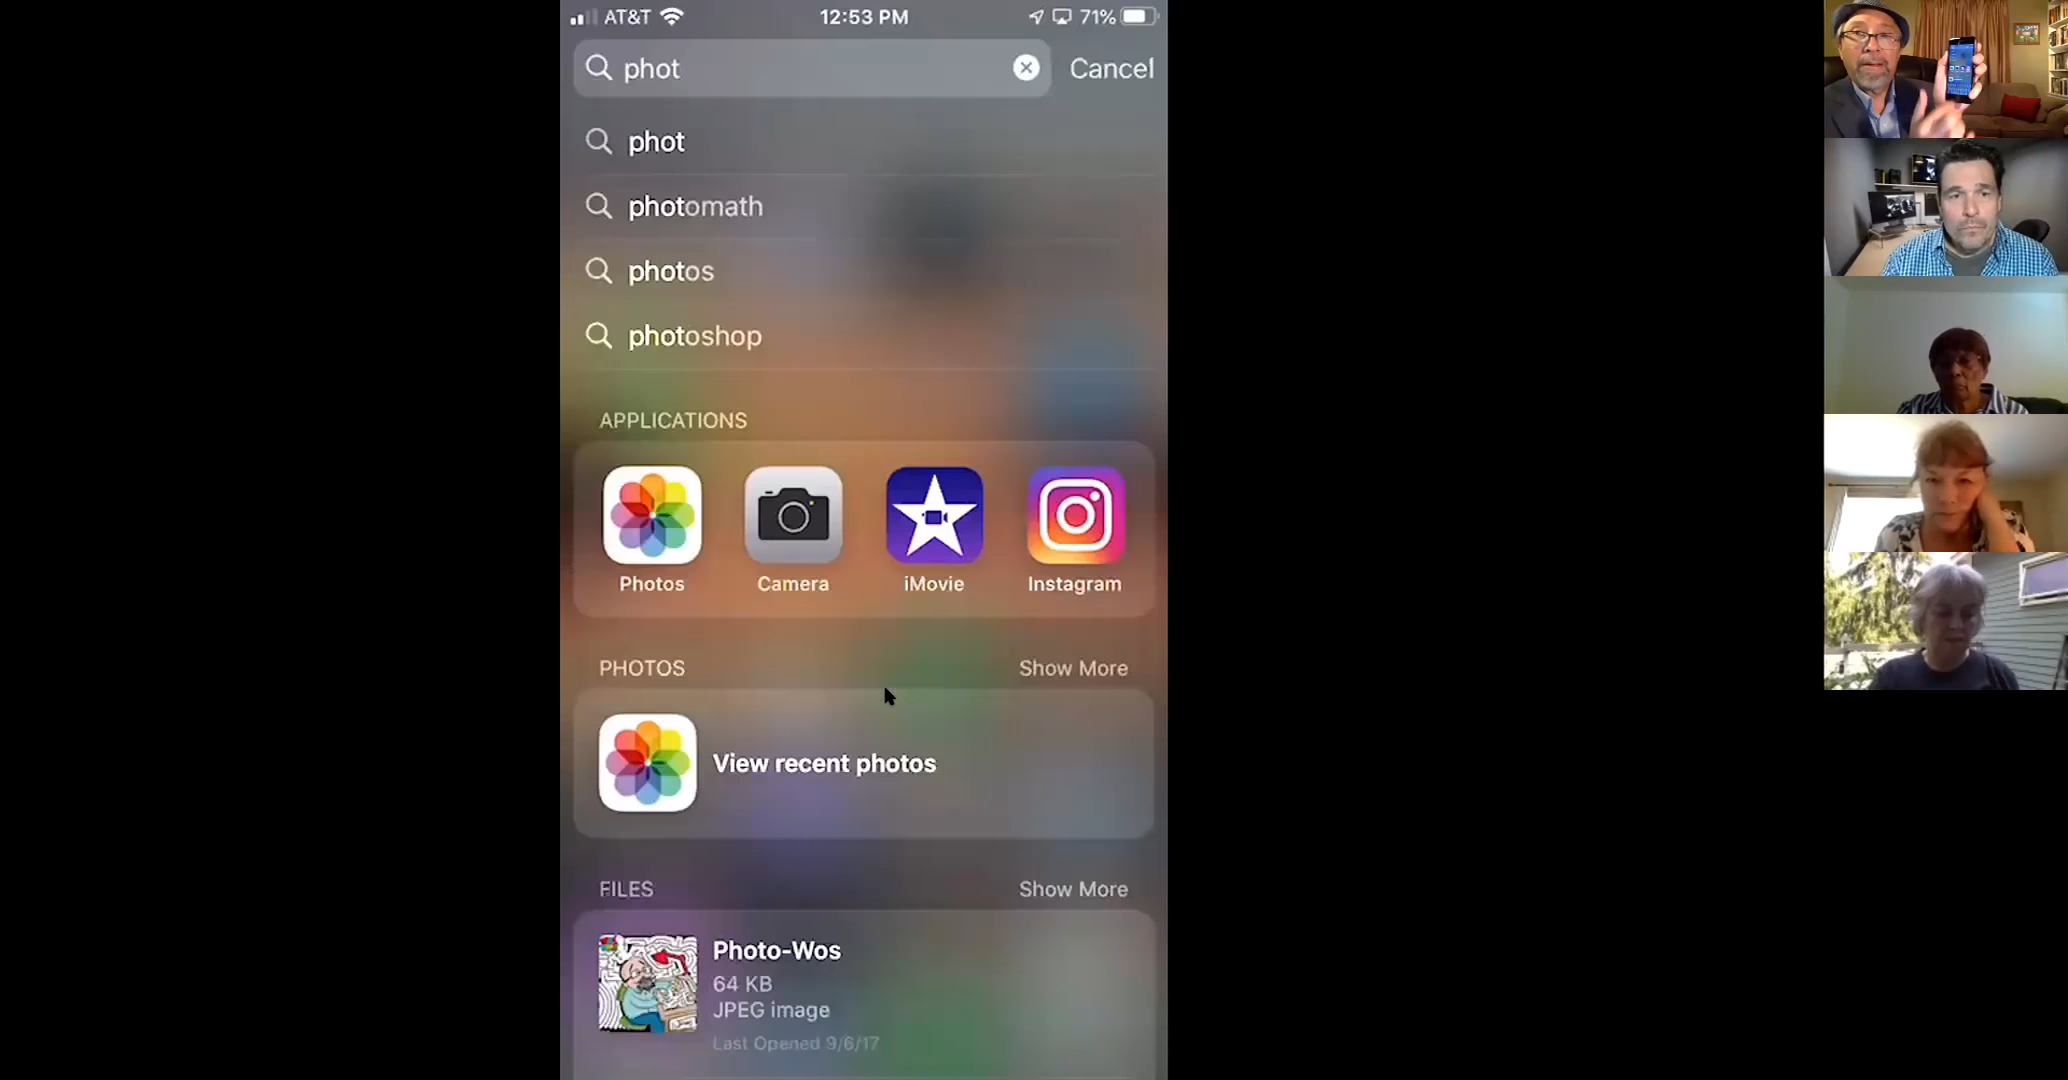 AT&T 12:53 PM 71%
phot Cancel
phot
photomath
photos
photoshop
APPLICATIONS
Photos Camera iMovie Instagram
PHOTOS Show More
View recent photos
FILES Show More
Photo-Wos
64 KB
JPEG image
Last Opened 9/6/17